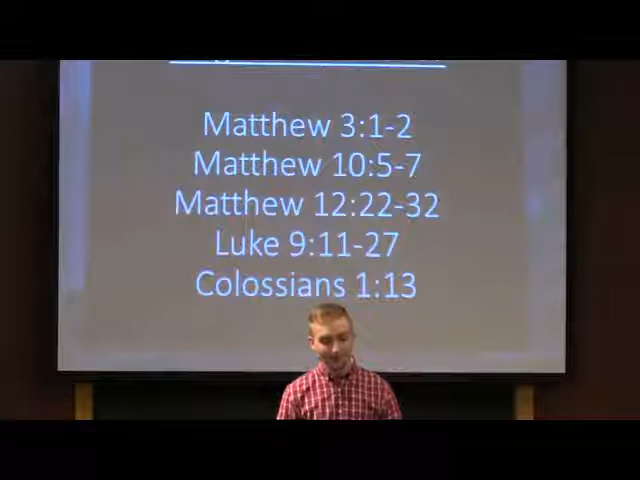 Matthew 3:1-2
Matthew 10:5-7
Matthew 12:22-32
Luke 9:11-27
Colossians 1:13